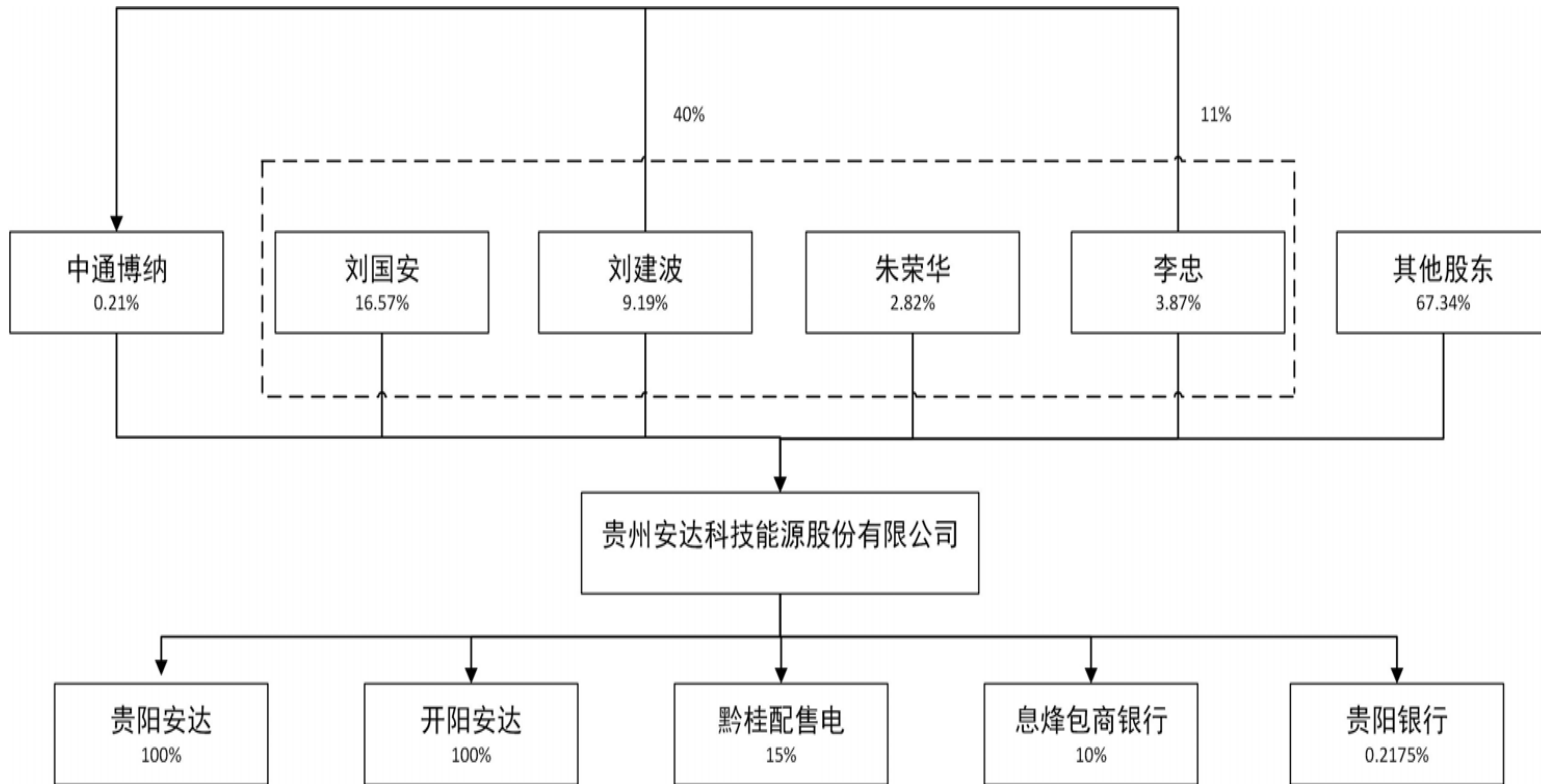 40%
11%
中通博纳
0.21%
刘国安
16.57%
刘建波
9.19%
朱荣华
2.82%
李忠
3.87%
其他股东
67.34%
贵州安达科技能源股份有限公司
贵阳安达
100%
开阳安达
100%
黔桂配售电
15%
息烽包商银行
10%
贵阳银行
0.2175%